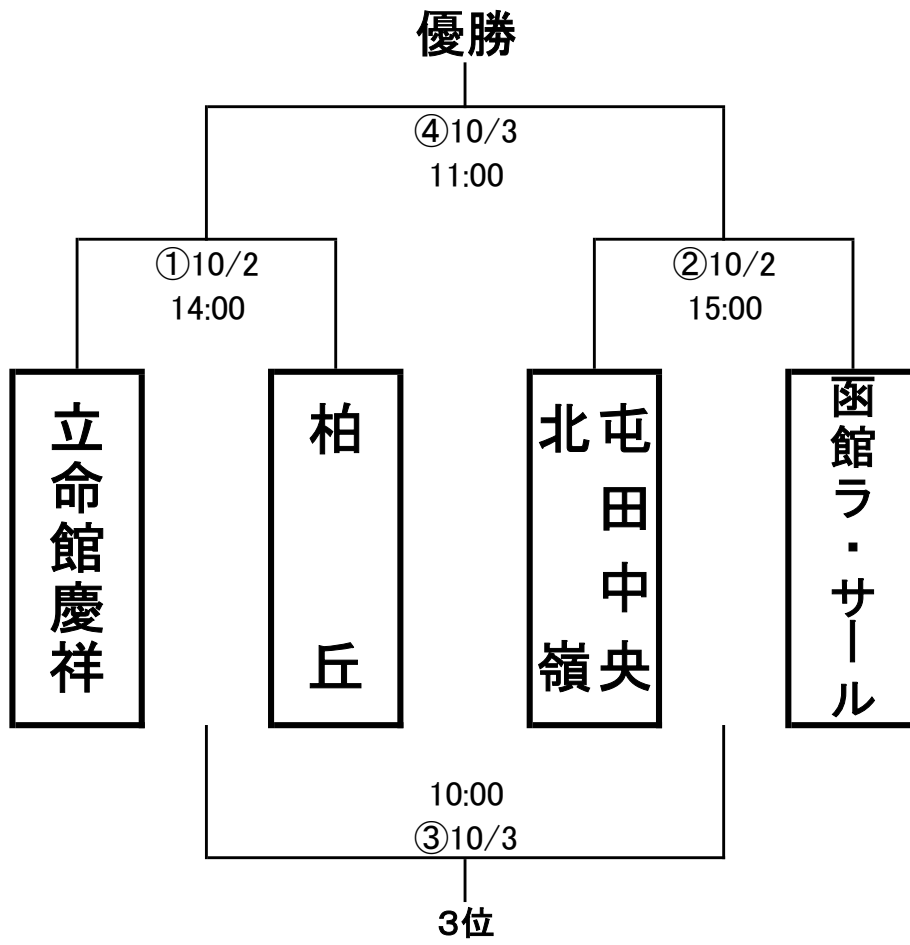 優勝
④10/3
11:00
①10/2
14:00
②10/2
15:00
立命館慶祥
柏丘
屯田中央
北嶺
函館ラ・サール
10:00
③10/3
3位